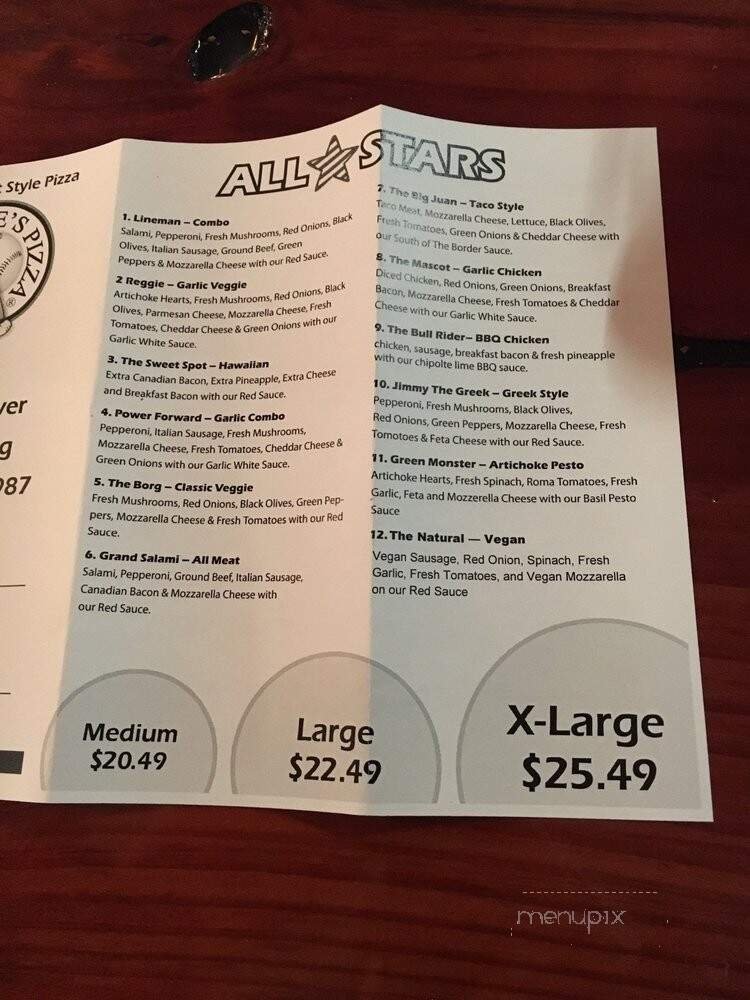 t Style Pizza
E'S PIZZA
®
yer
g
987
ALL STARS
1. Lineman – Combo
Salami, Pepperoni, Fresh Mushrooms, Red Onions, Black
Olives, Italian Sausage, Ground Beef, Green
Peppers & Mozzarella Cheese with our Red Sauce.
2 Reggie – Garlic Veggie
Artichoke Hearts, Fresh Mushrooms, Red Onions, Black
Olives, Parmesan Cheese, Mozzarella Cheese, Fresh
Tomatoes, Cheddar Cheese & Green Onions with our
Garlic White Sauce.
3. The Sweet Spot – Hawaiian
Extra Canadian Bacon, Extra Pineapple, Extra Cheese
and Breakfast Bacon with our Red Sauce.
4. Power Forward – Garlic Combo
Pepperoni, Italian Sausage, Fresh Mushrooms,
Mozzarella Cheese, Fresh Tomatoes, Cheddar Cheese &
Green Onions with our Garlic White Sauce.
5. The Borg – Classic Veggie
Fresh Mushrooms, Red Onions, Black Olives, Green Pep-
pers, Mozzarella Cheese & Fresh Tomatoes with our Red
Sauce.
6. Grand Salami – All Meat
Salami, Pepperoni, Ground Beef, Italian Sausage,
Canadian Bacon & Mozzarella Cheese with
our Red Sauce.
7. The Big Juan – Taco Style
Taco Meat, Mozzarella Cheese, Lettuce, Black Olives,
Fresh Tomatoes, Green Onions & Cheddar Cheese with
our South of The Border Sauce.
8. The Mascot – Garlic Chicken
Diced Chicken, Red Onions, Green Onions, Breakfast
Bacon, Mozzarella Cheese, Fresh Tomatoes & Cheddar
Cheese with our Garlic White Sauce.
9. The Bull Rider– BBQ Chicken
chicken, sausage, breakfast bacon & fresh pineapple
with our chipolte lime BBQ sauce.
10. Jimmy The Greek – Greek Style
Pepperoni, Fresh Mushrooms, Black Olives,
Red Onions, Green Peppers, Mozzarella Cheese, Fresh
Tomotoes & Feta Cheese with our Red Sauce.
11. Green Monster – Artichoke Pesto
Artichoke Hearts, Fresh Spinach, Roma Tomatoes, Fresh
Garlic, Feta and Mozzerella Cheese with our Basil Pesto
Sauce
12. The Natural — Vegan
Vegan Sausage, Red Onion, Spinach, Fresh
Garlic, Fresh Tomatoes, and Vegan Mozzarella
on our Red Sauce
Medium
$20.49
Large
$22.49
X-Large
$25.49
menupix